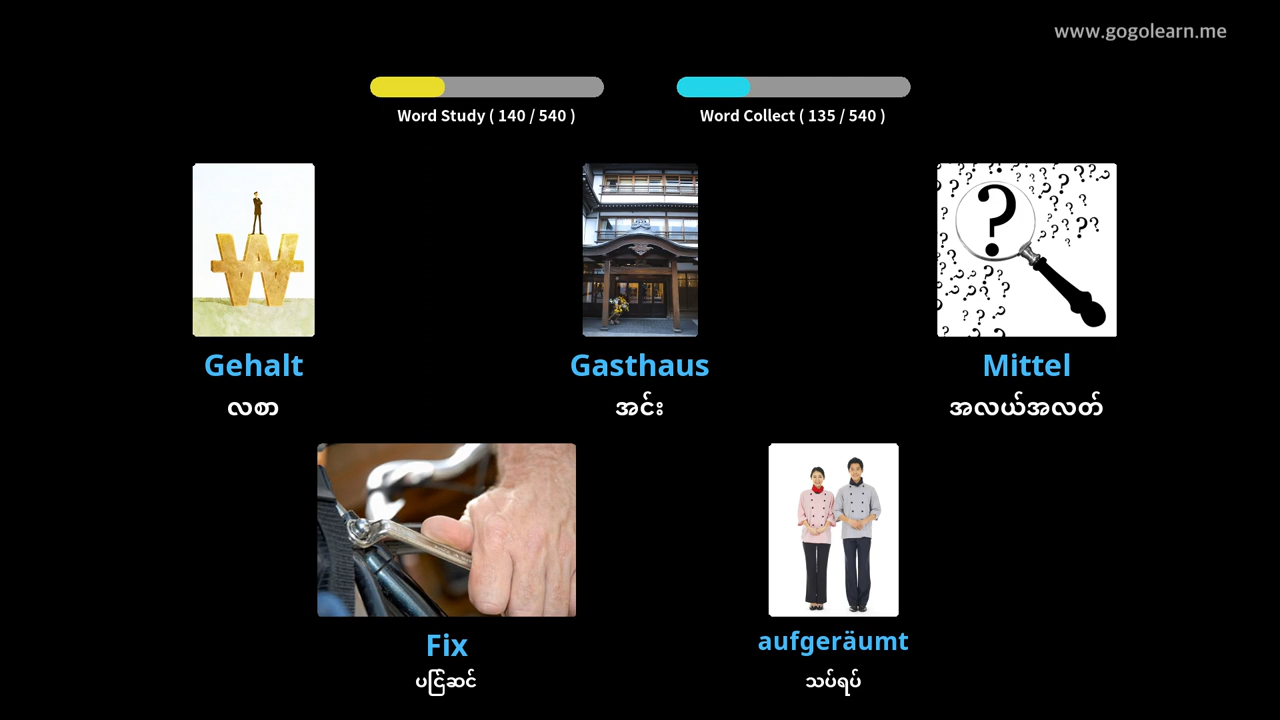 www.gogolearn.me
Word Study ( 140 / 540 )
Word Collect ( 135 / 540 )
Gehalt
Gasthaus
Mittel
လစာ
အင်း
အလယ်အလတ်
Fix
aufgeräumt
ပြင်ဆင်
သပ်ရပ်